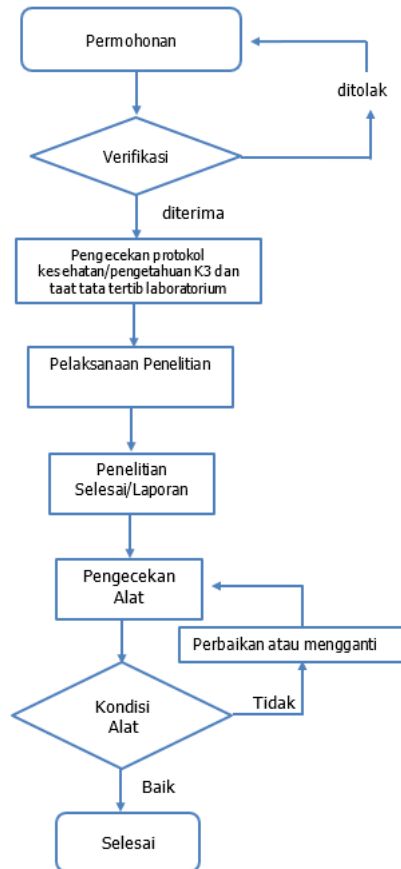 Permohonan
ditolak
Verifikasi
diterima
Pengecekan protokol
kesehatan/pengetahuan K3 dan
taat tata tertib laboratorium
Pelaksanaan Penelitian
Penelitian
Selesai/Laporan
Pengecekan
Alat
Perbaikan atau mengganti
Kondisi
Alat
Tidak
Baik
Selesai